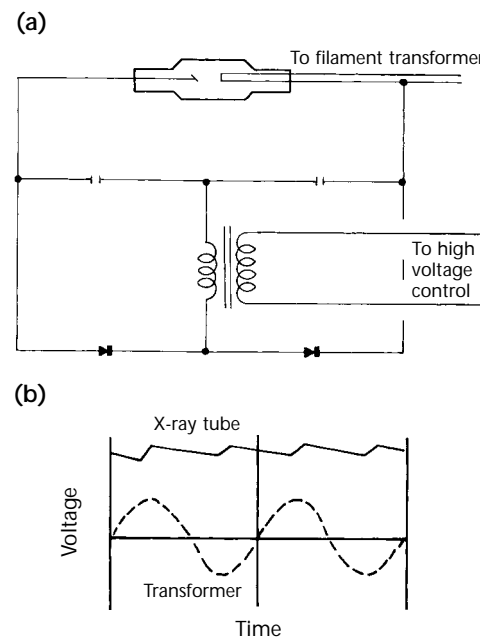 (a)
To filament transformer
To high
voltage
control
(b)
X-ray tube
Voltage
Transformer
Time